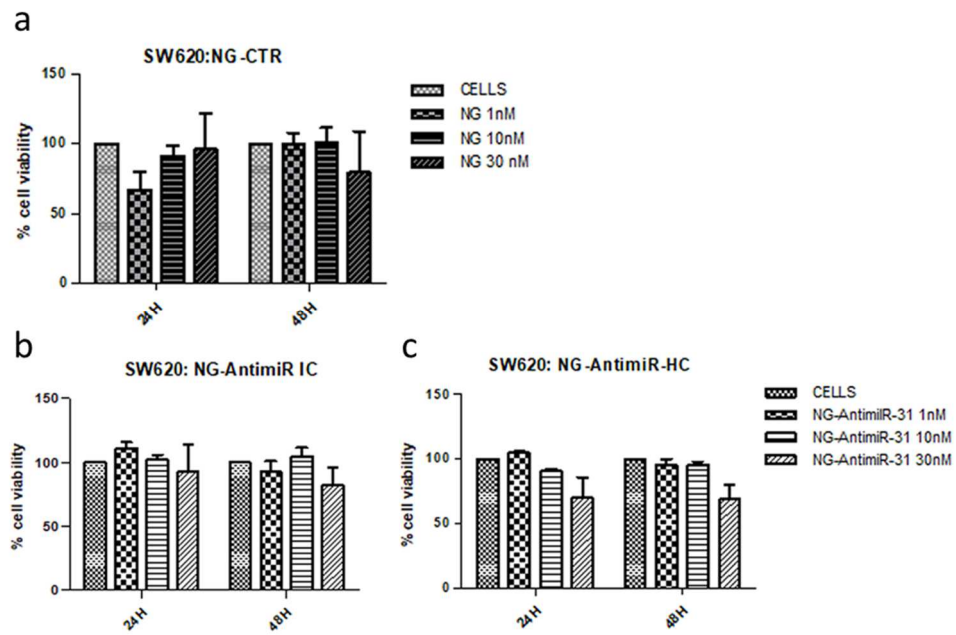 a
SW620:NG-CTR
% cell viability
150
100
50
0
24H
48H
CELLS
NG 1nM
NG 10nM
NG 30 nM
b
SW620: NG-AntimiR IC
% cell viability
150
100
50
0
24H
48H
c
SW620: NG-AntimiR-HC
% cell viability
150
100
50
0
24H
48H
CELLS
NG-AntimilR-31 1nM
NG-AntimiR-31 10nM
NG-AntimiR-31 30nM